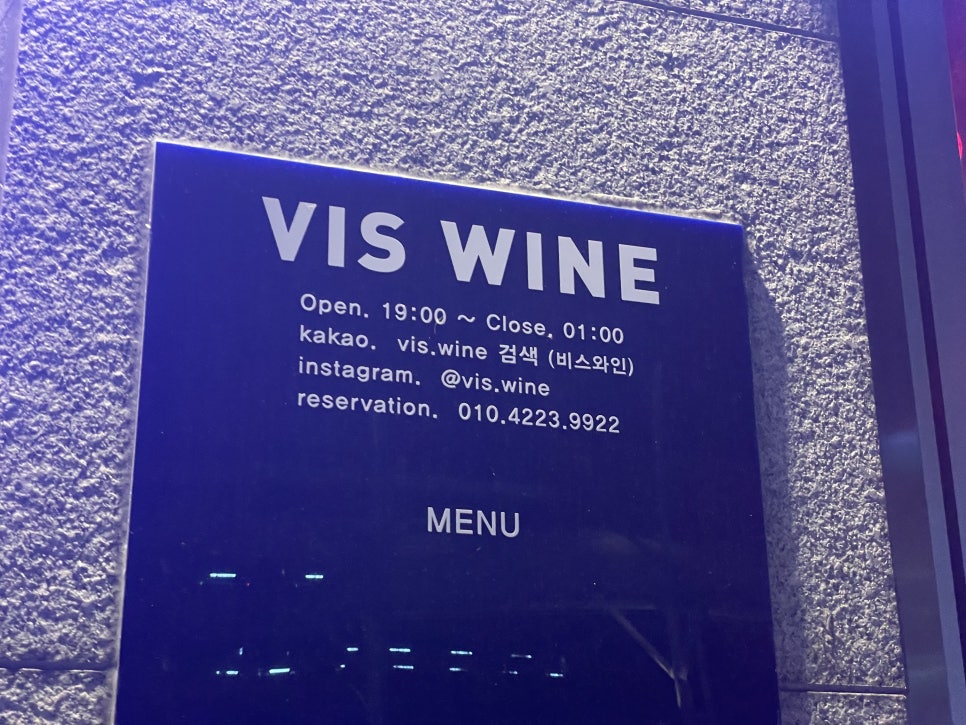 VIS WINE
Open. 19:00 ~ Close. 01:00
kakao. vis.wine 검색 (비스와인)
instagram. @vis.wine
reservation. 010.4223.9922
MENU